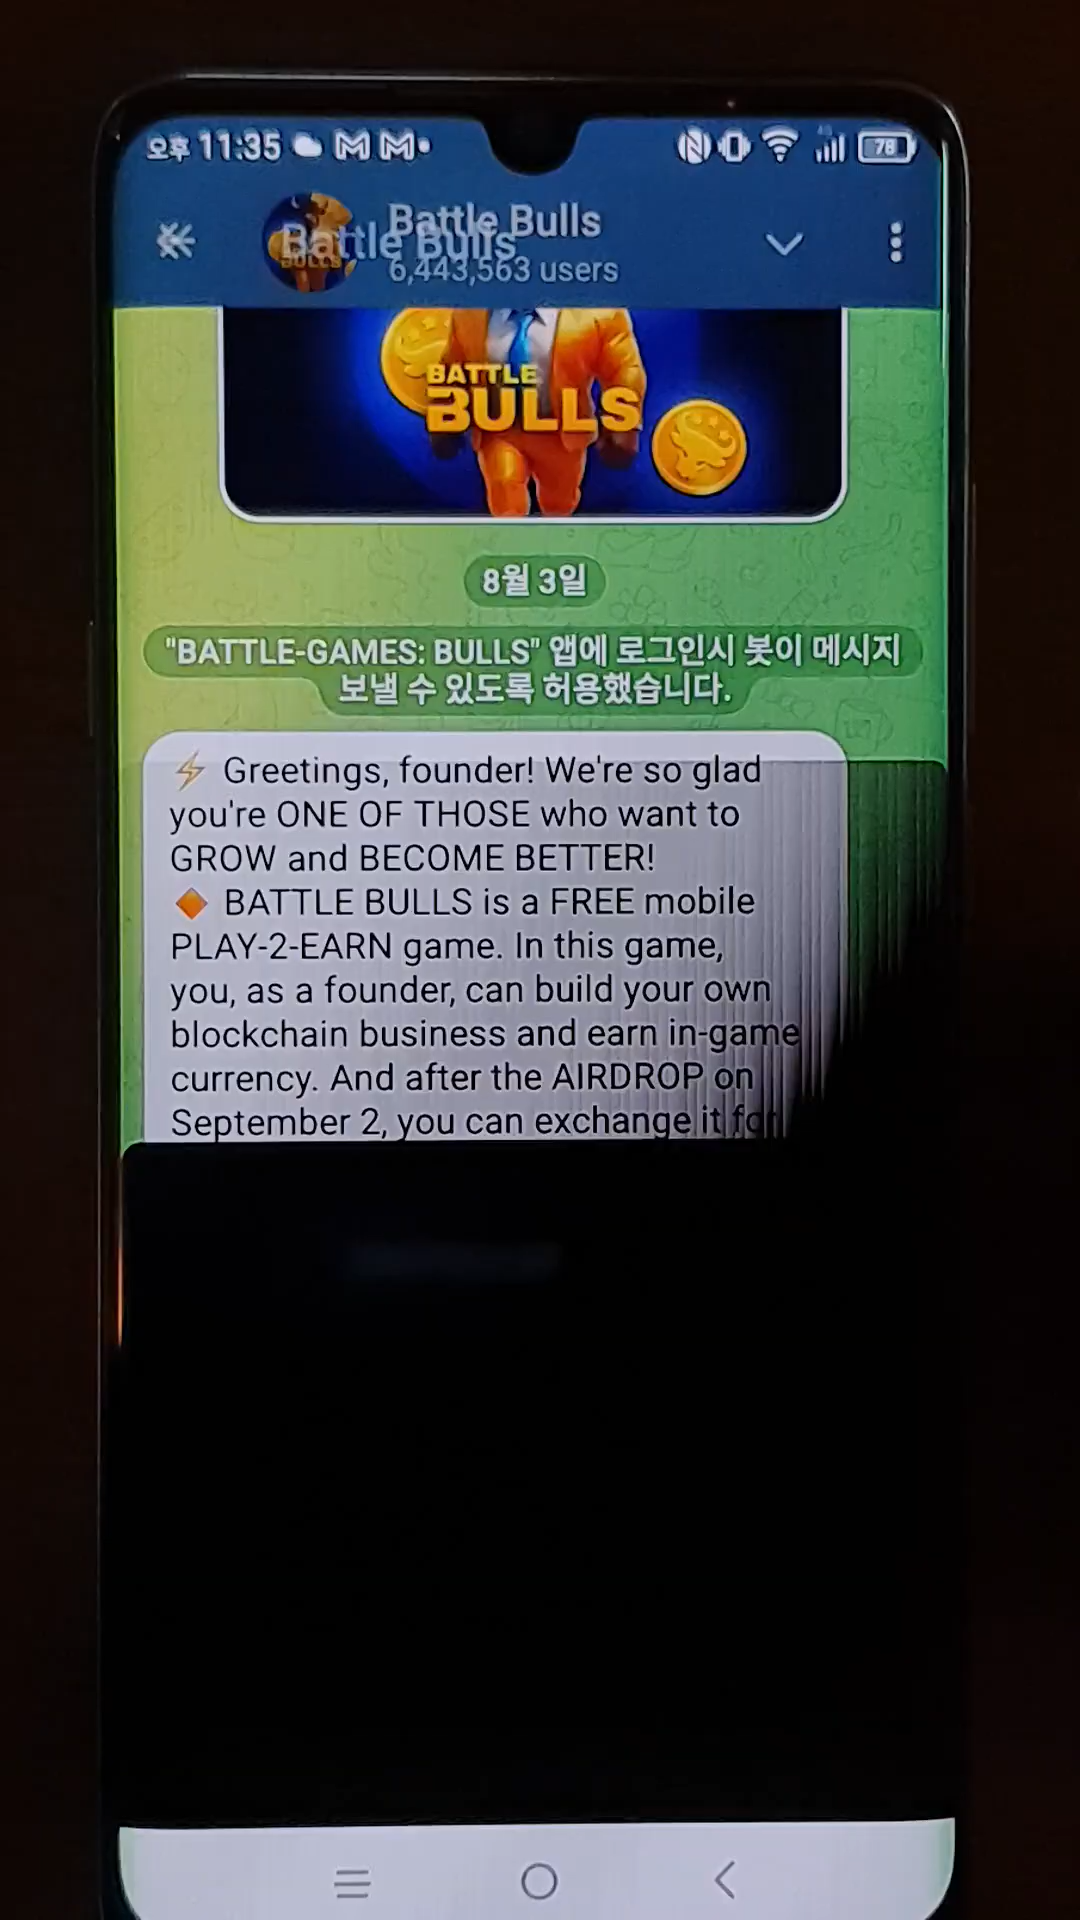 오후 11:35
78
Battle Bulls
Battle Bulls
6,443,563 users
BATTLE
BULLS
8월 3일
"BATTLE-GAMES: BULLS" 앱에 로그인시 봇이 메시지
보낼 수 있도록 허용했습니다.
⚡ Greetings, founder! We're so glad
you're ONE OF THOSE who want to
GROW and BECOME BETTER!
🔸 BATTLE BULLS is a FREE mobile
PLAY-2-EARN game. In this game,
you, as a founder, can build your own
blockchain business and earn in-game
currency. And after the AIRDROP on
September 2, you can exchange it for